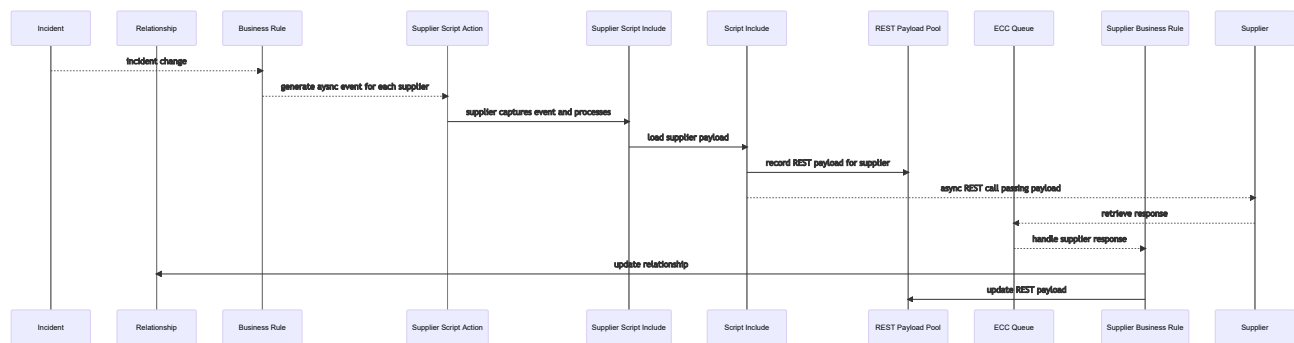 Incident Relationship Business Rule Supplier Script Action Supplier Script Include Script Include REST Payload Pool ECC Queue Supplier Business Rule Supplier
incident change
generate aysnc event for each supplier
supplier captures event and processes
load supplier payload
record REST payload for supplier
async REST call passing payload
retrieve response
handle supplier response
update relationship
update REST payload
Incident Relationship Business Rule Supplier Script Action Supplier Script Include Script Include REST Payload Pool ECC Queue Supplier Business Rule Supplier